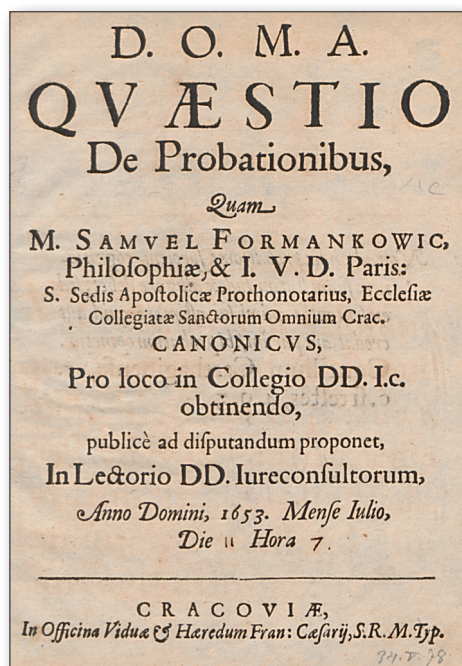 D. O. M. A.
QVÆSTIO
De Probationibus,
Quam
M. SAMVEL FORMANKOWIC,
Philoſophiæ, & I. V. D. Paris:
S. Sedis Apoſtolicæ Prothonotarius, Eccleſiæ
Collegiatæ Sanctorum Omnium Crac.
CANONICVS,
Pro loco in Collegio DD. I.c.
obtinendo,
publicè ad diſputandum proponet,
In Lectorio DD. Iureconſultorum,
Anno Domini, 1653. Menſe Iulio,
Die 11 Hora 7.
CRACOVIÆ,
In Officina Viduæ & Hæredum Fran: Cæſarij, S.R.M. Typ.